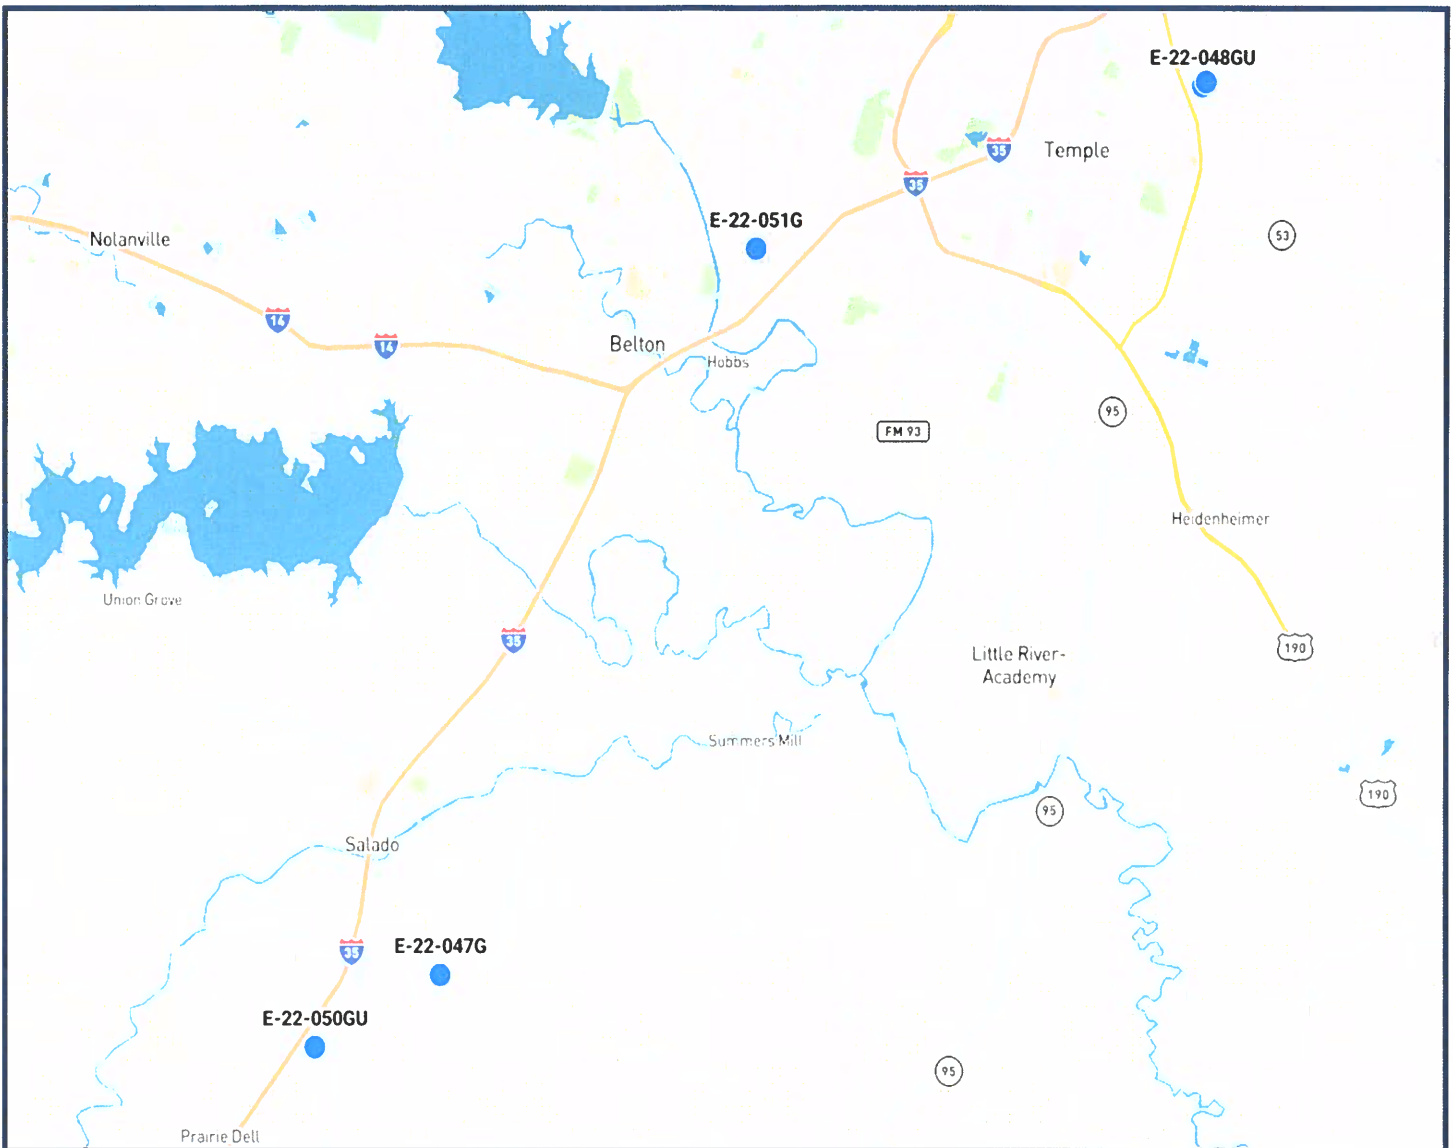 E-22-048GU
35
Temple
35
E-22-051G
53
Nolanville
14
14
Belton
Hobbs
95
FM 93
Heidenheimer
Union Grove
35
190
Little River-
Academy
Summers Mill
190
95
Salado
35
E-22-047G
E-22-050GU
95
Prairie Dell